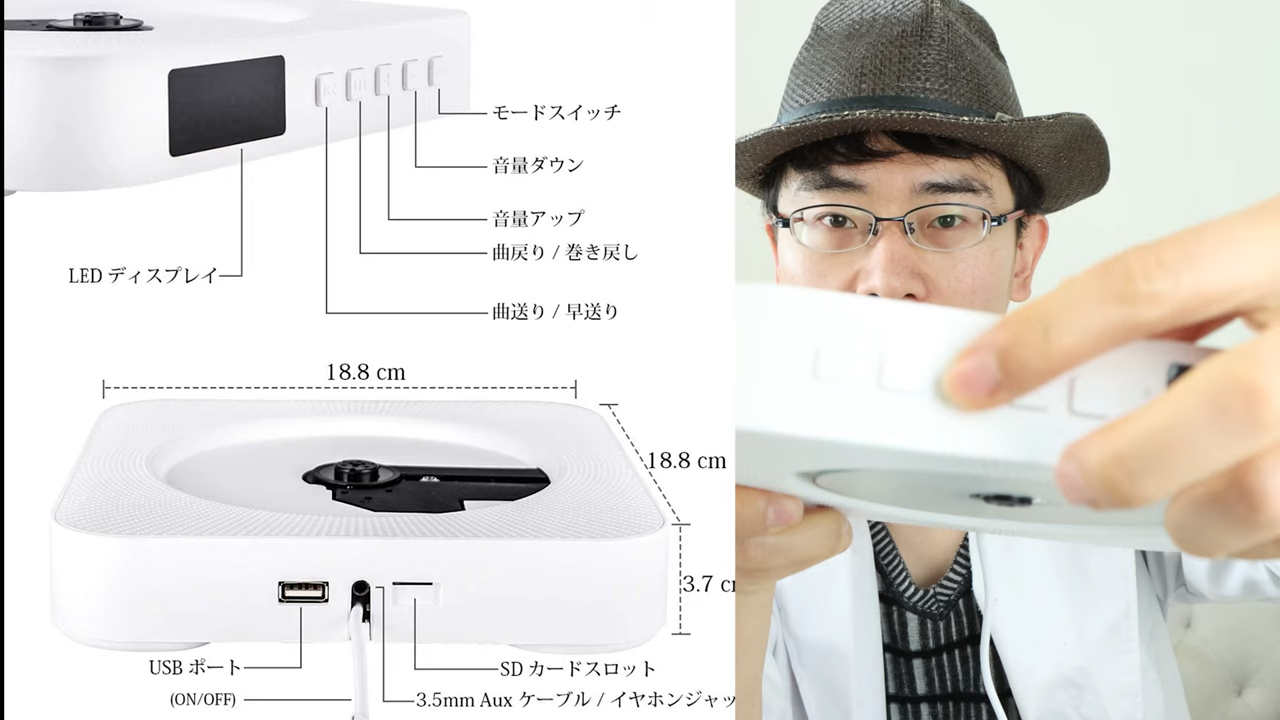 モードスイッチ
音量ダウン
音量アップ
曲戻り / 巻き戻し
LED ディスプレイ
曲送り / 早送り
18.8 cm
18.8 cm
3.7 c
USB ポート
SD カードスロット
(ON/OFF)
3.5mm Aux ケーブル / イヤホンジャッ